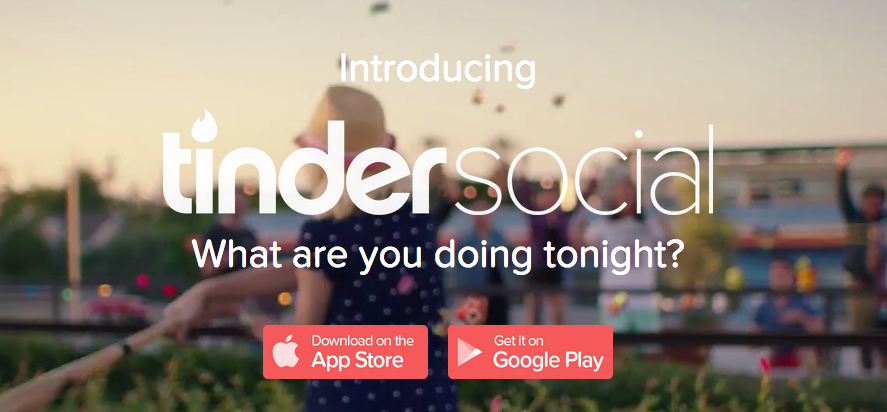 Introducing
tindersocial
What are you doing tonight?
Download on the
App Store
Get it on
Google Play